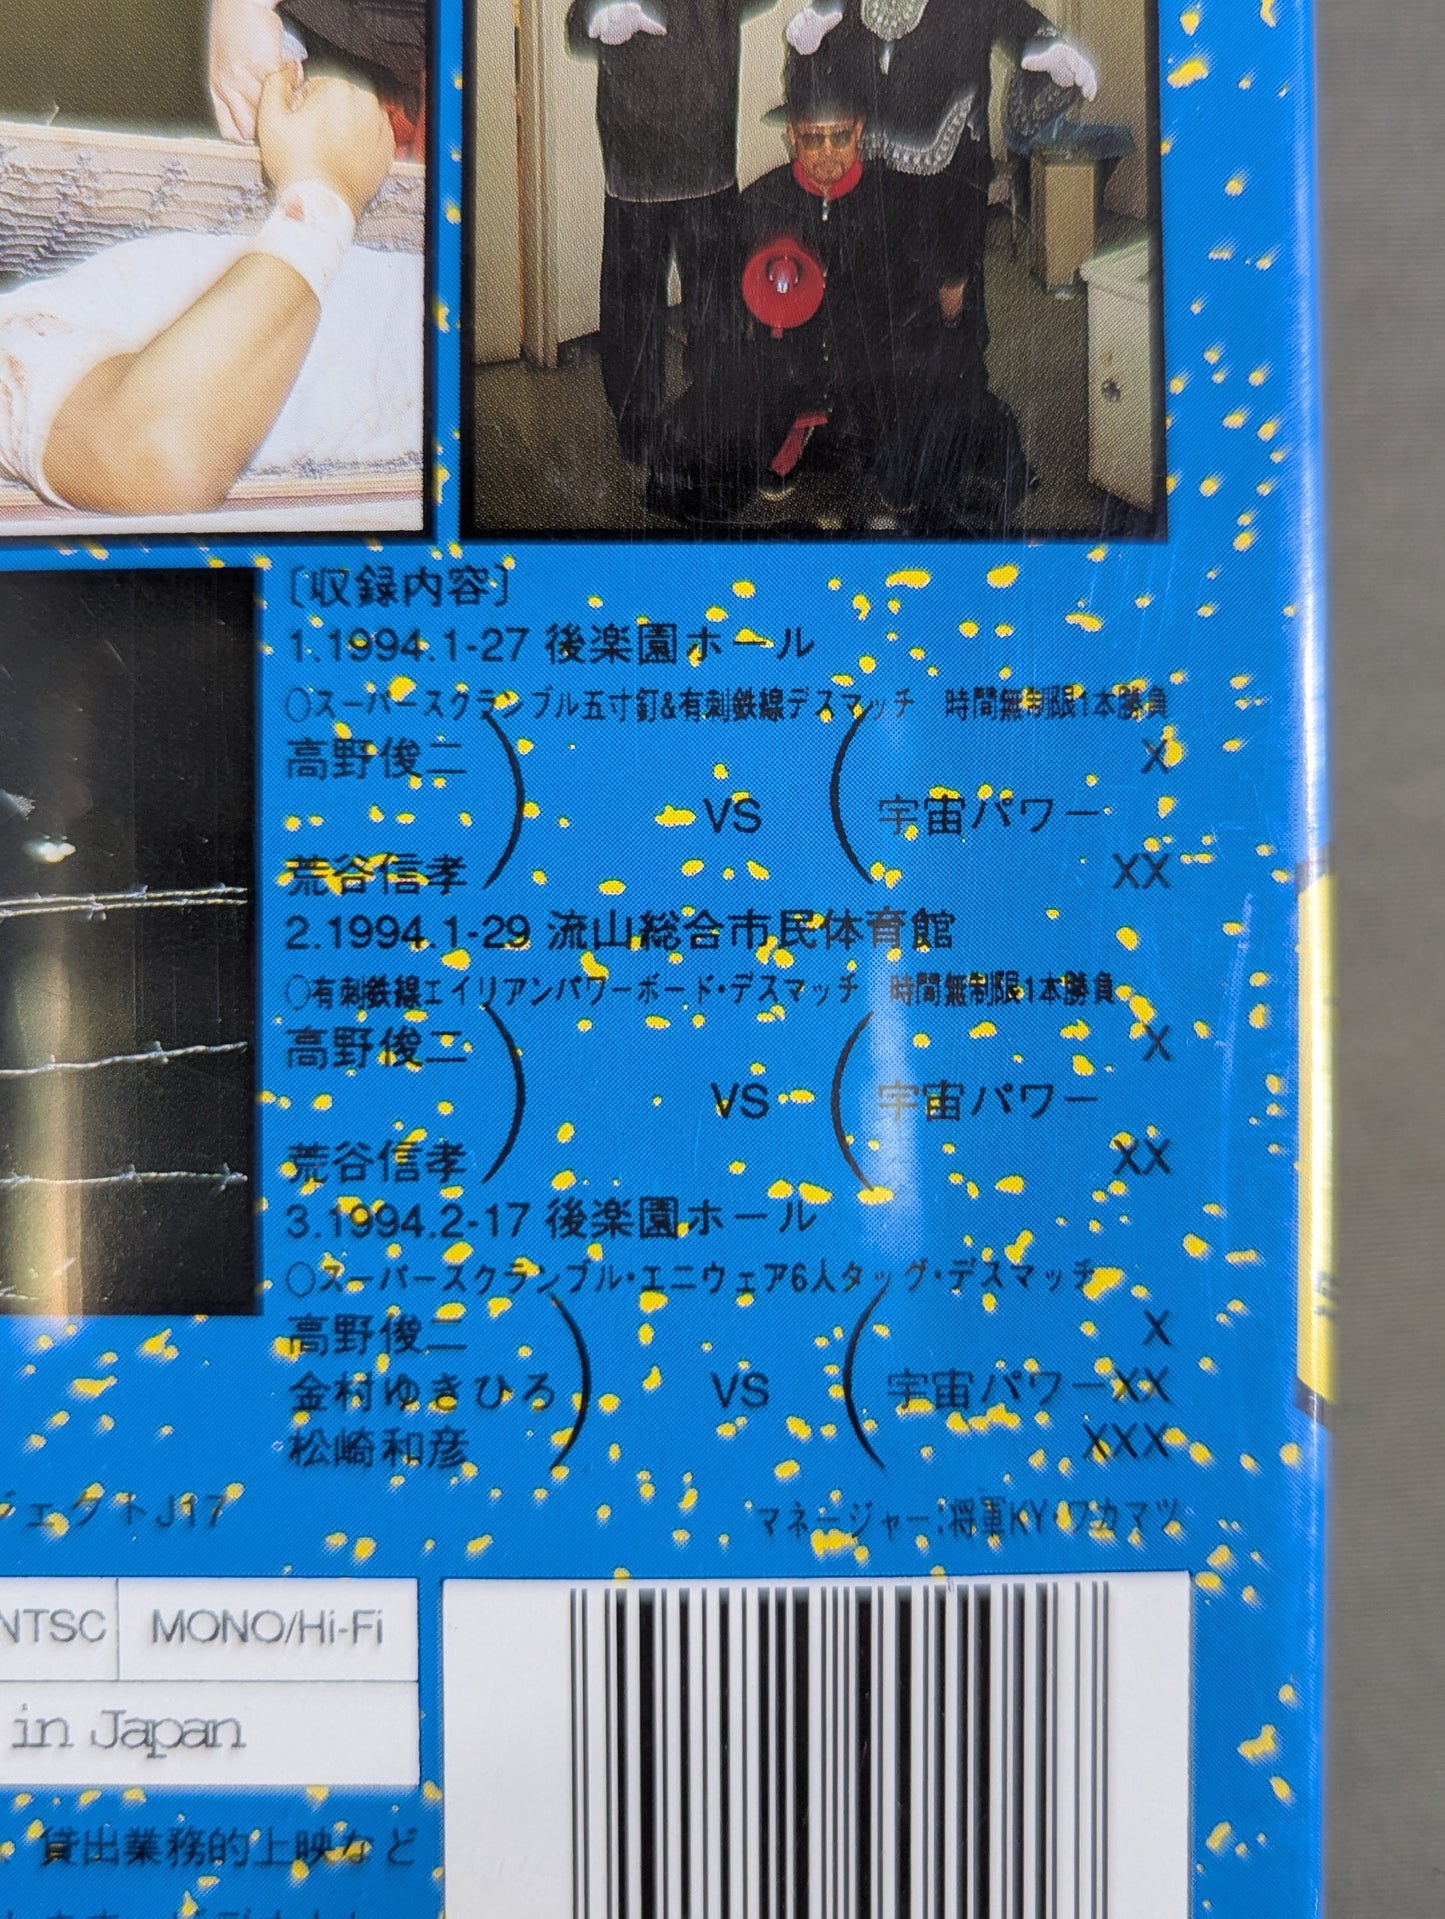 〔収録内容〕
1.1994.1-27 後楽園ホール
○スーパースクランブル五寸釘&有刺鉄線デスマッチ 時間無制限1本勝負
高野俊二 X
VS 宇宙パワー
荒谷信孝 XX
2.1994.1-29 流山総合市民体育館
○有刺鉄線エイリアンパワーボード・デスマッチ 時間無制限1本勝負
高野俊二 X
VS 宇宙パワー
荒谷信孝 XX
3.1994.2-17 後楽園ホール
○スーパースクランブル・エニウェア6人タッグ・デスマッチ
高野俊二 X
金村ゆきひろ VS 宇宙パワーXX
松崎和彦 XXX
ジェクトJ17 マネージャー:将軍KY・ワカマツ
NTSC MONO/Hi-Fi
in Japan
貸出業務的上映など